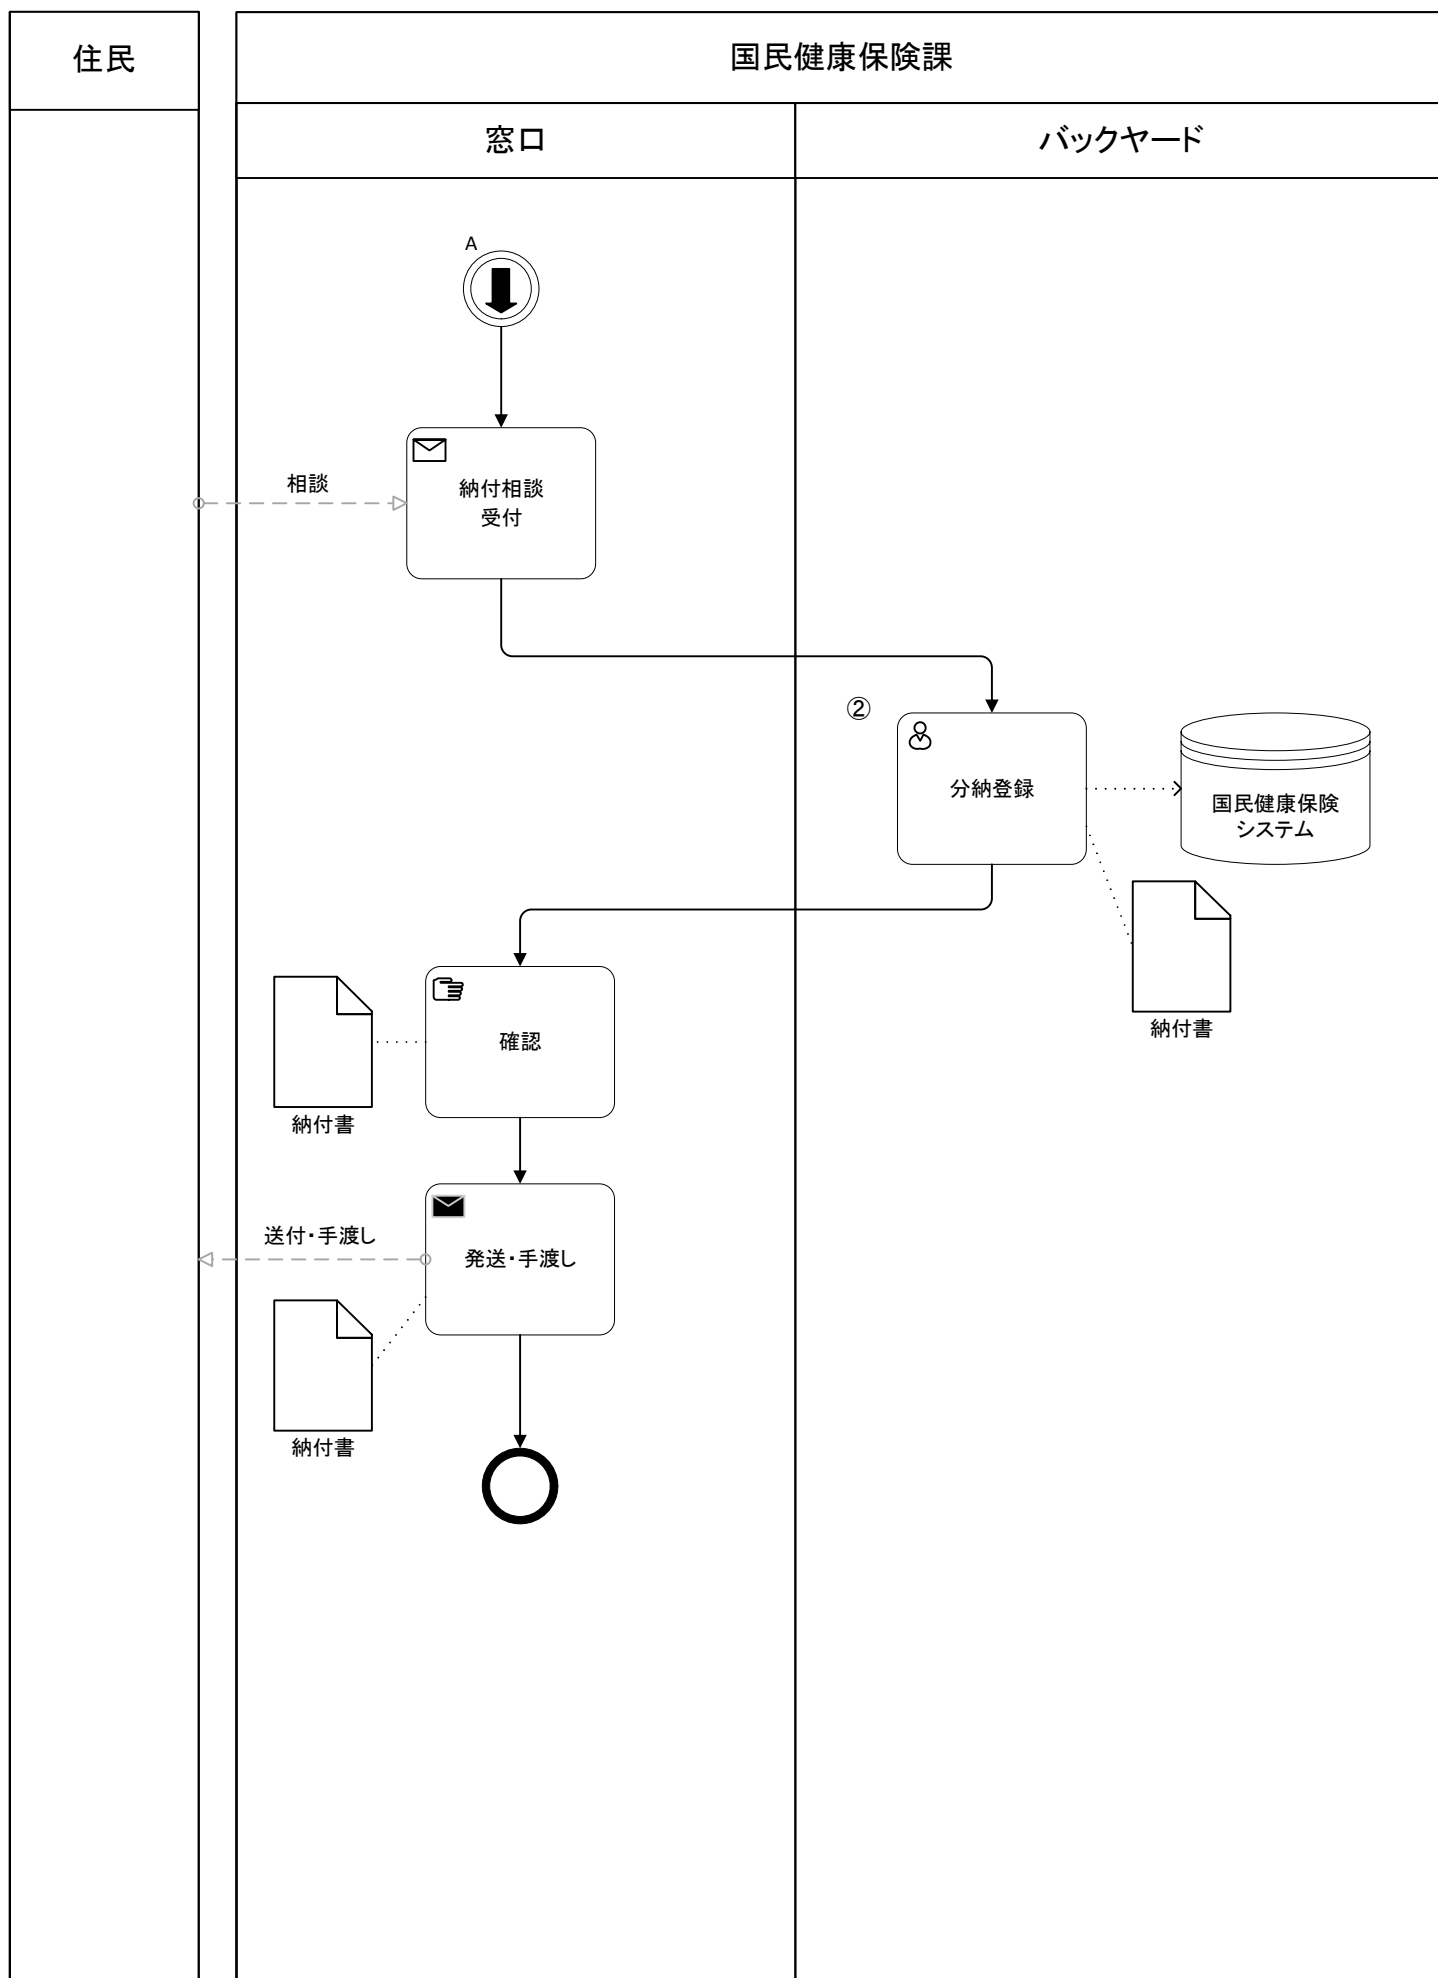 住民
国民健康保険課
窓口
バックヤード
A
相談
納付相談
受付
②
分納登録
国民健康保険
システム
納付書
確認
納付書
送付・手渡し
発送・手渡し
納付書